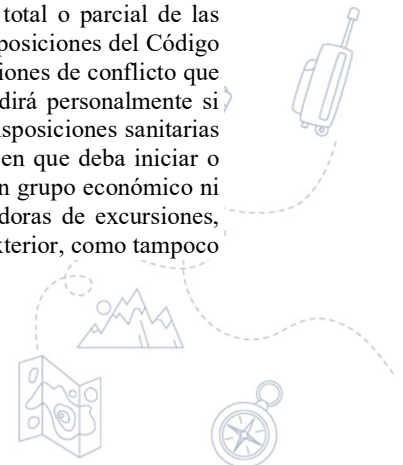 total o parcial de las
posiciones del Código
iones de conflicto que
dirá personalmente si
isposiciones sanitarias
en que deba iniciar o
n grupo económico ni
doras de excursiones,
xterior, como tampoco